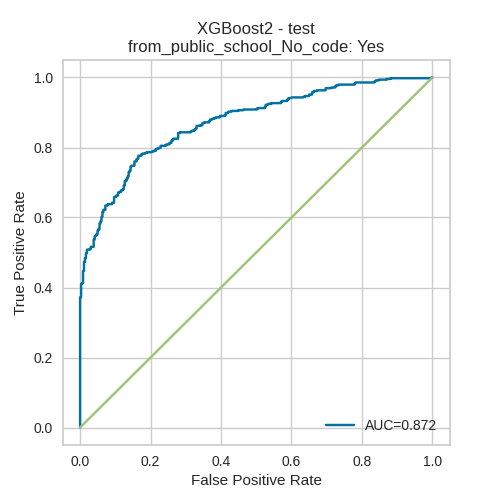 XGBoost2 - test
from_public_school_No_code: Yes
True Positive Rate
1.0
0.8
0.6
0.4
0.2
0.0
AUC=0.872
0.0 0.2 0.4 0.6 0.8 1.0
False Positive Rate